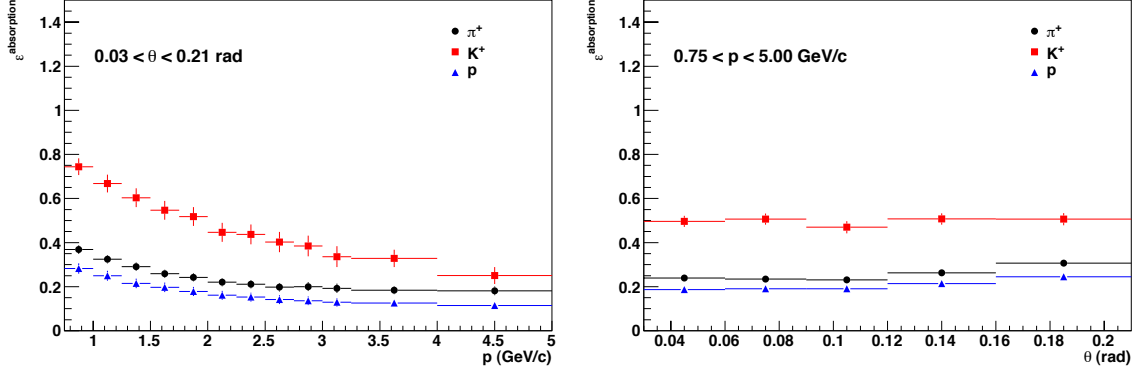 ε^absorption
1.4
1.2
1
0.8
0.6
0.4
0.2
0
0.03 < θ < 0.21 rad
π⁺
K⁺
p
1 1.5 2 2.5 3 3.5 4 4.5 5
p (GeV/c)
ε^absorption
1.4
1.2
1
0.8
0.6
0.4
0.2
0
0.75 < p < 5.00 GeV/c
π⁺
K⁺
p
0.04 0.06 0.08 0.1 0.12 0.14 0.16 0.18 0.2
θ (rad)